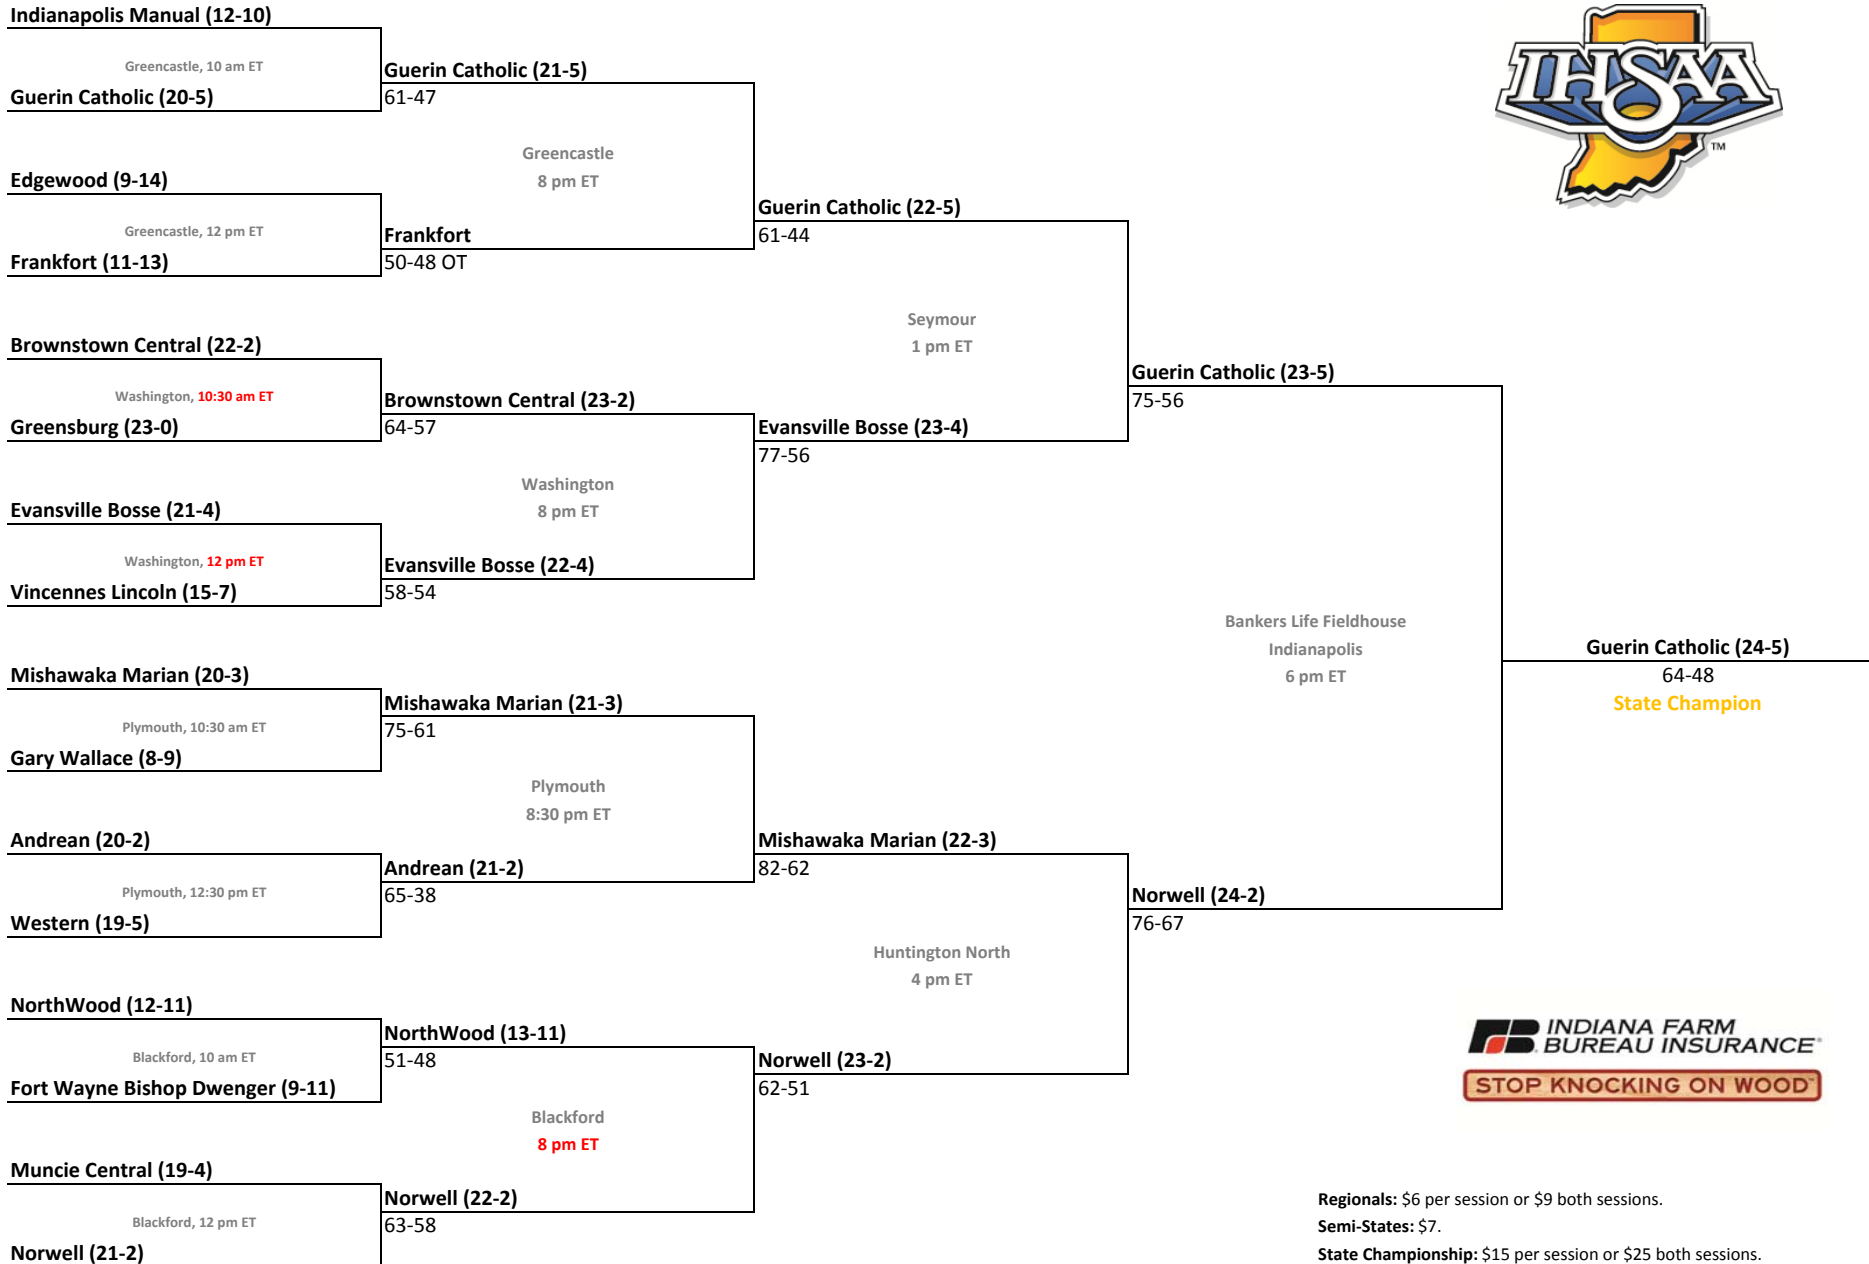 Indianapolis Manual (12-10)
Greencastle, 10 am ET
Guerin Catholic (20-5)
Edgewood (9-14)
Greencastle, 12 pm ET
Frankfort (11-13)
Brownstown Central (22-2)
Washington, 10:30 am ET
Greensburg (23-0)
Evansville Bosse (21-4)
Washington, 12 pm ET
Vincennes Lincoln (15-7)
Mishawaka Marian (20-3)
Plymouth, 10:30 am ET
Gary Wallace (8-9)
Andrean (20-2)
Plymouth, 12:30 pm ET
Western (19-5)
NorthWood (12-11)
Blackford, 10 am ET
Fort Wayne Bishop Dwenger (9-11)
Muncie Central (19-4)
Blackford, 12 pm ET
Norwell (21-2)
Guerin Catholic (21-5)
61-47
Greencastle
8 pm ET
Frankfort
50-48 OT
Brownstown Central (23-2)
64-57
Washington
8 pm ET
Evansville Bosse (22-4)
58-54
Mishawaka Marian (21-3)
75-61
Plymouth
8:30 pm ET
Andrean (21-2)
65-38
NorthWood (13-11)
51-48
Blackford
8 pm ET
Norwell (22-2)
63-58
Guerin Catholic (22-5)
61-44
Seymour
1 pm ET
Evansville Bosse (23-4)
77-56
Mishawaka Marian (22-3)
82-62
Huntington North
4 pm ET
Norwell (23-2)
62-51
Guerin Catholic (23-5)
75-56
Bankers Life Fieldhouse
Indianapolis
6 pm ET
Norwell (24-2)
76-67
Guerin Catholic (24-5)
64-48
State Champion
IHSAA
TM
INDIANA FARM
BUREAU INSURANCE®
STOP KNOCKING ON WOOD™
Regionals: $6 per session or $9 both sessions.
Semi-States: $7.
State Championship: $15 per session or $25 both sessions.